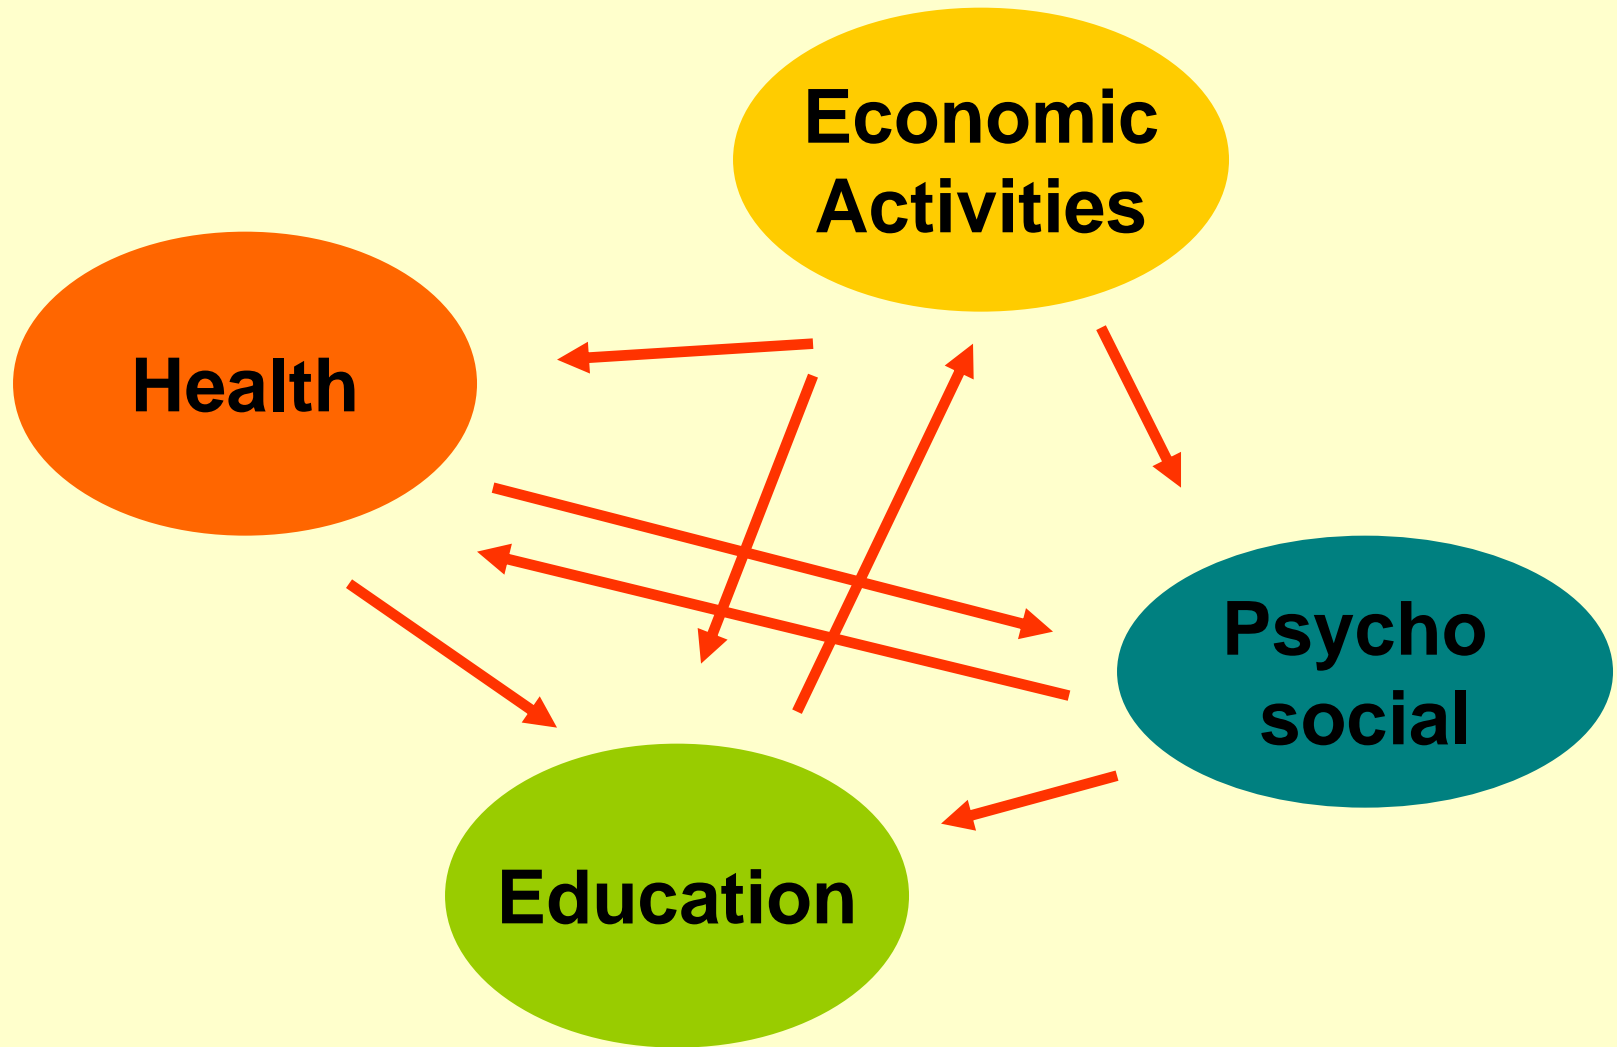 Economic
Activities
Health
Psycho
social
Education